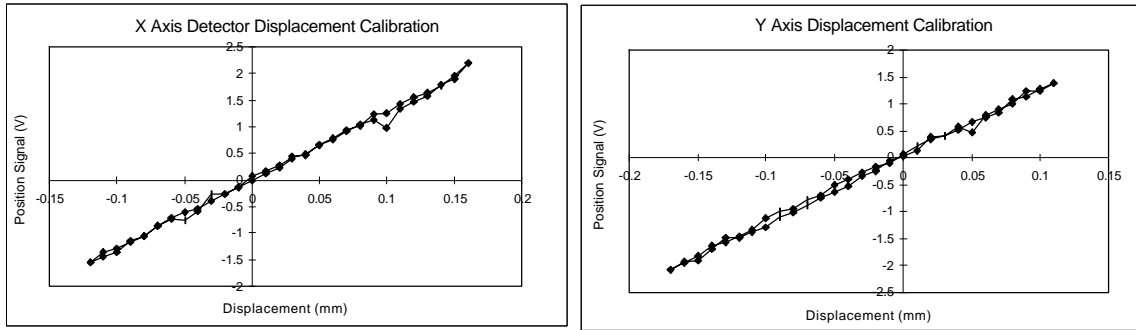 X Axis Detector Displacement Calibration
2.5
2
1.5
1
0.5
0
-0.5
-1
-1.5
-2
-0.15 -0.1 -0.05 0 0.05 0.1 0.15 0.2
Position Signal (V)
Displacement (mm)
Y Axis Displacement Calibration
2
1.5
1
0.5
0
-0.5
-1
-1.5
-2
2.5
-0.2 -0.15 -0.1 -0.05 0 0.05 0.1 0.15
Position Signal (V)
Displacement (mm)